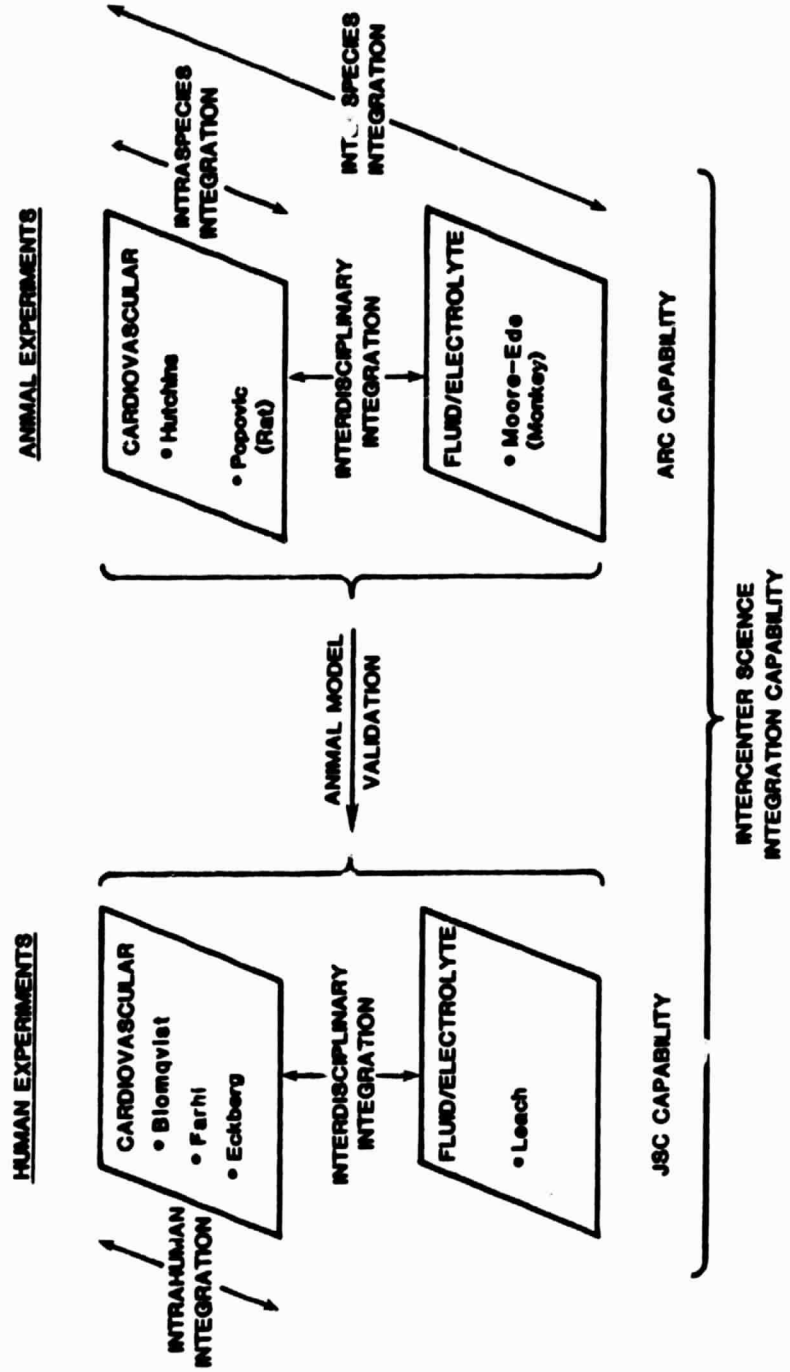 HUMAN EXPERIMENTS
ANIMAL EXPERIMENTS
INTRAHUMAN
INTEGRATION
CARDIOVASCULAR
• Blomqvist
• Farhi
• Eckberg
INTERDISCIPLINARY
INTEGRATION
FLUID/ELECTROLYTE
• Leach
JSC CAPABILITY
ANIMAL MODEL
VALIDATION
CARDIOVASCULAR
• Hutchins
• Popovic
(Rat)
INTERDISCIPLINARY
INTEGRATION
FLUID/ELECTROLYTE
• Moore-Ede
(Monkey)
ARC CAPABILITY
INTRASPECIES
INTEGRATION
SPECIES
INTEGRATION
INTERCENTER SCIENCE
INTEGRATION CAPABILITY